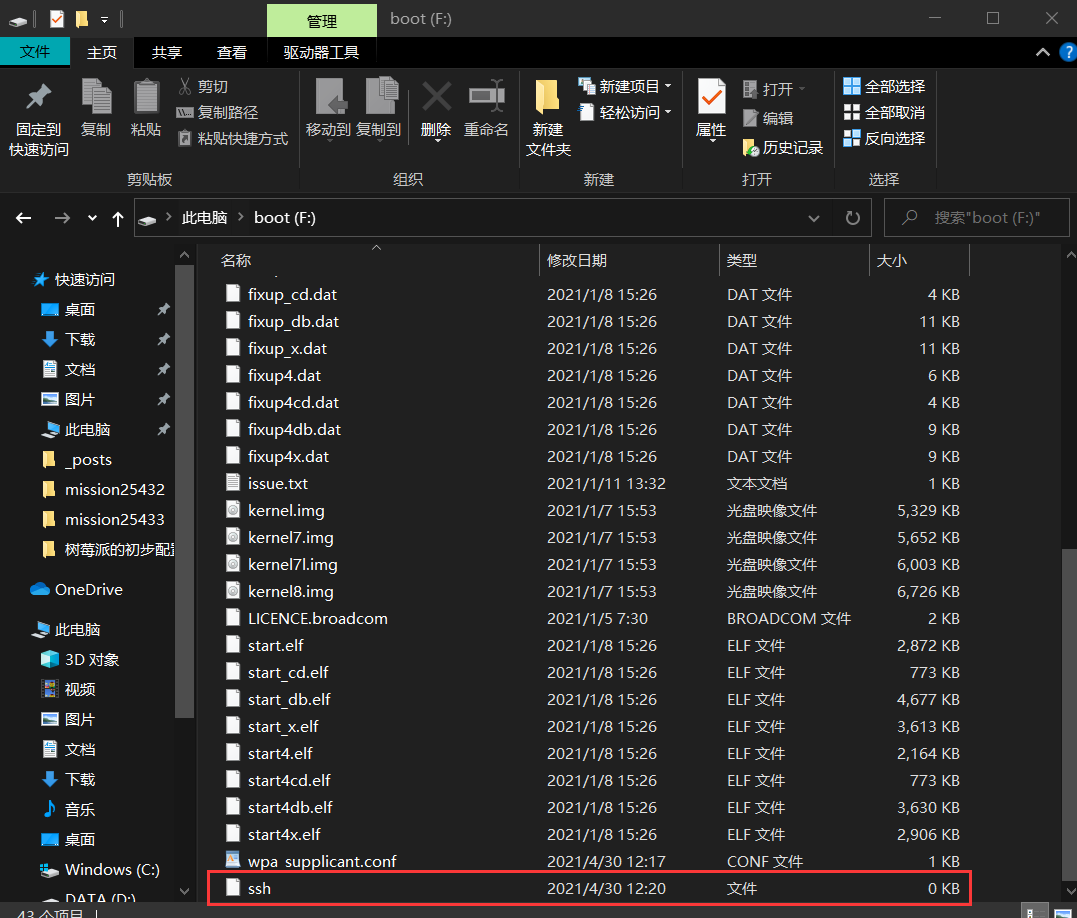 管理
boot (F:)
文件 主页 共享 查看 驱动器工具
固定到
快速访问
复制
粘贴
剪切
复制路径
粘贴快捷方式
剪贴板
移动到
复制到
删除
重命名
组织
新建
文件夹
新建项目
轻松访问
新建
属性
打开
编辑
历史记录
打开
全部选择
全部取消
反向选择
选择
此电脑 boot (F:)
搜索"boot (F:)"
快速访问
桌面
下载
文档
图片
此电脑
_posts
mission25432
mission25433
树莓派的初步配置
OneDrive
此电脑
3D 对象
视频
图片
文档
下载
音乐
桌面
Windows (C:)
DATA (D:)
名称 修改日期 类型 大小
fixup_cd.dat 2021/1/8 15:26 DAT 文件 4 KB
fixup_db.dat 2021/1/8 15:26 DAT 文件 11 KB
fixup_x.dat 2021/1/8 15:26 DAT 文件 11 KB
fixup4.dat 2021/1/8 15:26 DAT 文件 6 KB
fixup4cd.dat 2021/1/8 15:26 DAT 文件 4 KB
fixup4db.dat 2021/1/8 15:26 DAT 文件 9 KB
fixup4x.dat 2021/1/8 15:26 DAT 文件 9 KB
issue.txt 2021/1/11 13:32 文本文档 1 KB
kernel.img 2021/1/7 15:53 光盘映像文件 5,329 KB
kernel7.img 2021/1/7 15:53 光盘映像文件 5,652 KB
kernel7l.img 2021/1/7 15:53 光盘映像文件 6,003 KB
kernel8.img 2021/1/7 15:53 光盘映像文件 6,726 KB
LICENCE.broadcom 2021/1/5 7:30 BROADCOM 文件 2 KB
start.elf 2021/1/8 15:26 ELF 文件 2,872 KB
start_cd.elf 2021/1/8 15:26 ELF 文件 773 KB
start_db.elf 2021/1/8 15:26 ELF 文件 4,677 KB
start_x.elf 2021/1/8 15:26 ELF 文件 3,613 KB
start4.elf 2021/1/8 15:26 ELF 文件 2,164 KB
start4cd.elf 2021/1/8 15:26 ELF 文件 773 KB
start4db.elf 2021/1/8 15:26 ELF 文件 3,630 KB
start4x.elf 2021/1/8 15:26 ELF 文件 2,906 KB
wpa_supplicant.conf 2021/4/30 12:17 CONF 文件 1 KB
ssh 2021/4/30 12:20 文件 0 KB
43 个项目